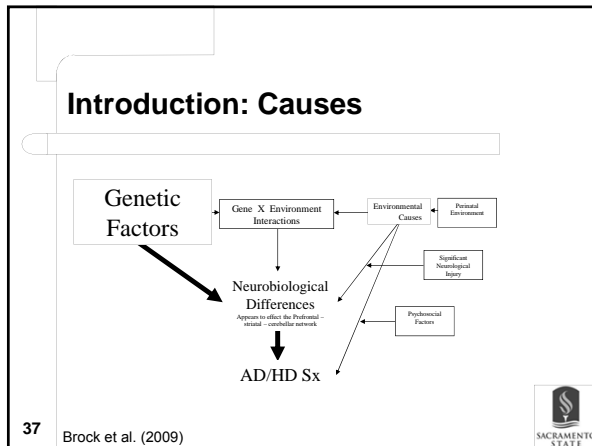 Introduction: Causes
Genetic
Factors
Gene X Environment
Interactions
Environmental
Causes
Perinatal
Environment
Significant
Neurological
Injury
Neurobiological
Differences
Appears to effect the Prefrontal –
striatal – cerebellar network
Psychosocial
Factors
AD/HD Sx
37
Brock et al. (2009)
SACRAMENTO
STATE